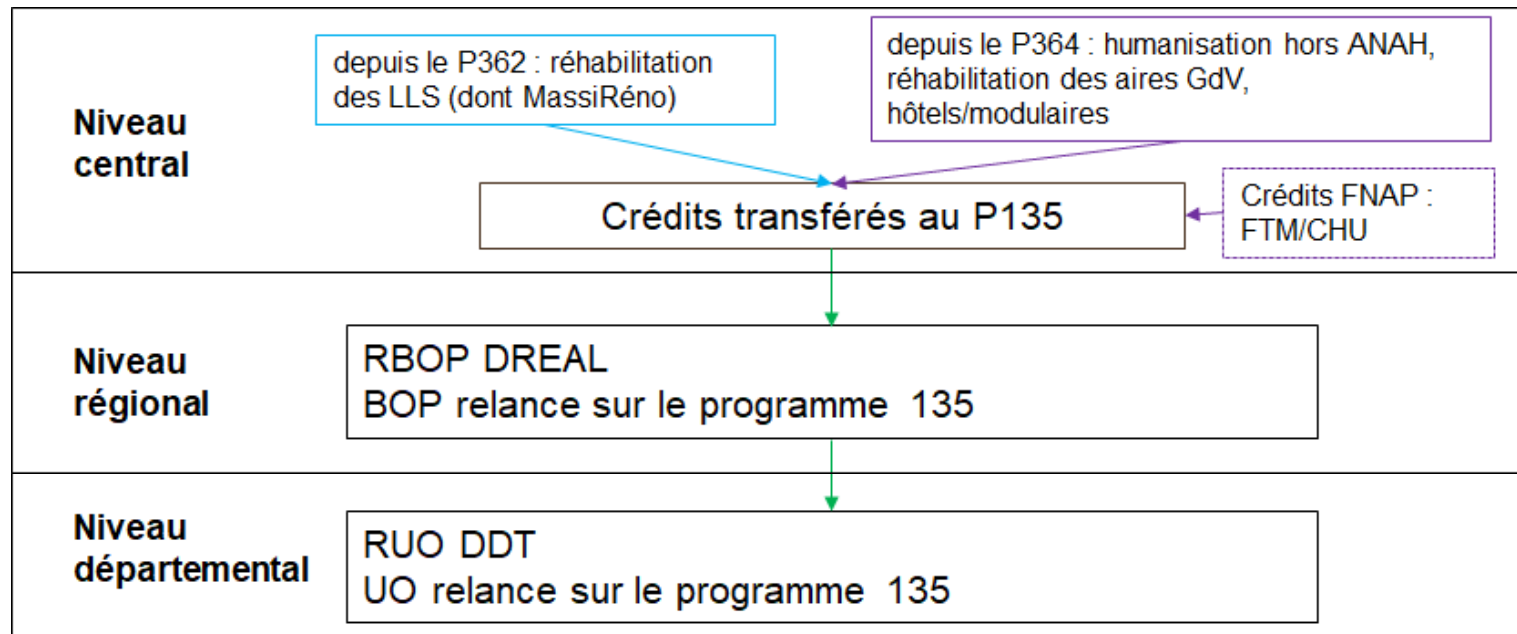 depuis le P362 : réhabilitation
des LLS (dont MassiRéno)
depuis le P364 : humanisation hors ANAH,
réhabilitation des aires GdV,
hôtels/modulaires
Niveau
central
Crédits transférés au P135
Crédits FNAP :
FTM/CHU
Niveau
régional
RBOP DREAL
BOP relance sur le programme 135
Niveau
départemental
RUO DDT
UO relance sur le programme 135